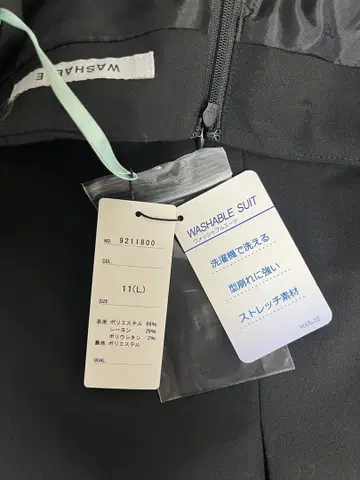 WASHABLE
NO. 9211800
COL.
11(L)
SIZE
表地 ポリエステル
レーヨン 29%
ポリウレタン 2%
裏地 ポリエステル
QUAL.
WASHABLE SUIT
ウォッシャブルスーツ
洗濯機で洗える
型崩れに強い
ストレッチ素材